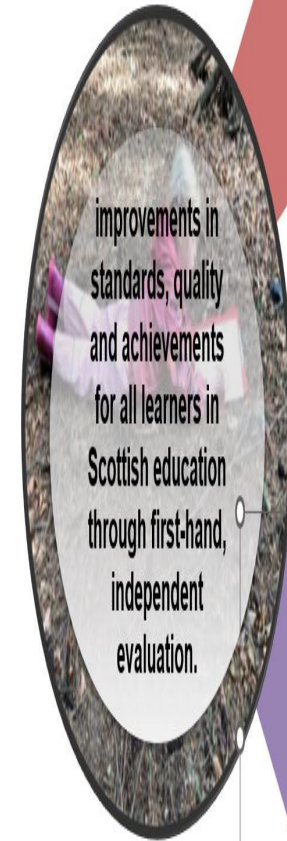 improvements in
standards, quality
and achievements
for all learners in
Scottish education
through first-hand,
independent
evaluation.